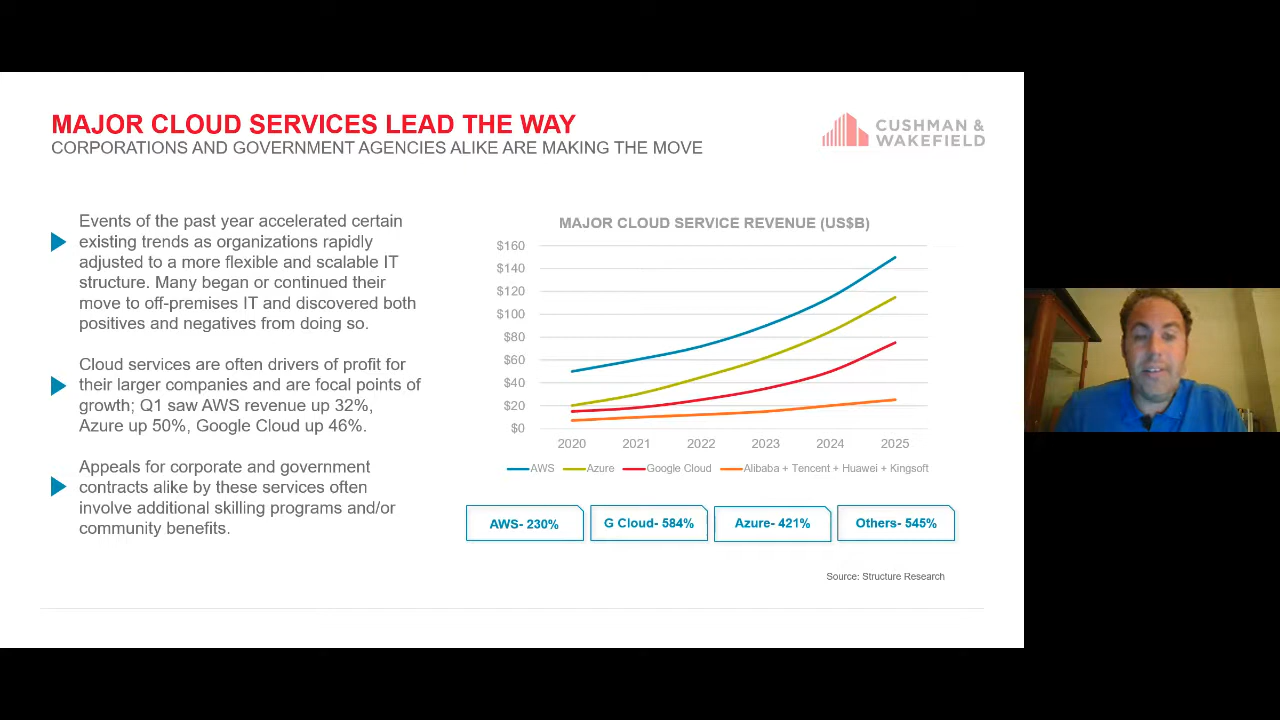 MAJOR CLOUD SERVICES LEAD THE WAY
CORPORATIONS AND GOVERNMENT AGENCIES ALIKE ARE MAKING THE MOVE
CUSHMAN &
WAKEFIELD
Events of the past year accelerated certain
existing trends as organizations rapidly
adjusted to a more flexible and scalable IT
structure. Many began or continued their
move to off-premises IT and discovered both
positives and negatives from doing so.
Cloud services are often drivers of profit for
their larger companies and are focal points of
growth; Q1 saw AWS revenue up 32%,
Azure up 50%, Google Cloud up 46%.
Appeals for corporate and government
contracts alike by these services often
involve additional skilling programs and/or
community benefits.
MAJOR CLOUD SERVICE REVENUE (US$B)
$160
$140
$120
$100
$80
$60
$40
$20
$0
2020 2021 2022 2023 2024 2025
AWS Azure Google Cloud Alibaba + Tencent + Huawei + Kingsoft
AWS- 230% G Cloud- 584% Azure- 421% Others- 545%
Source: Structure Research